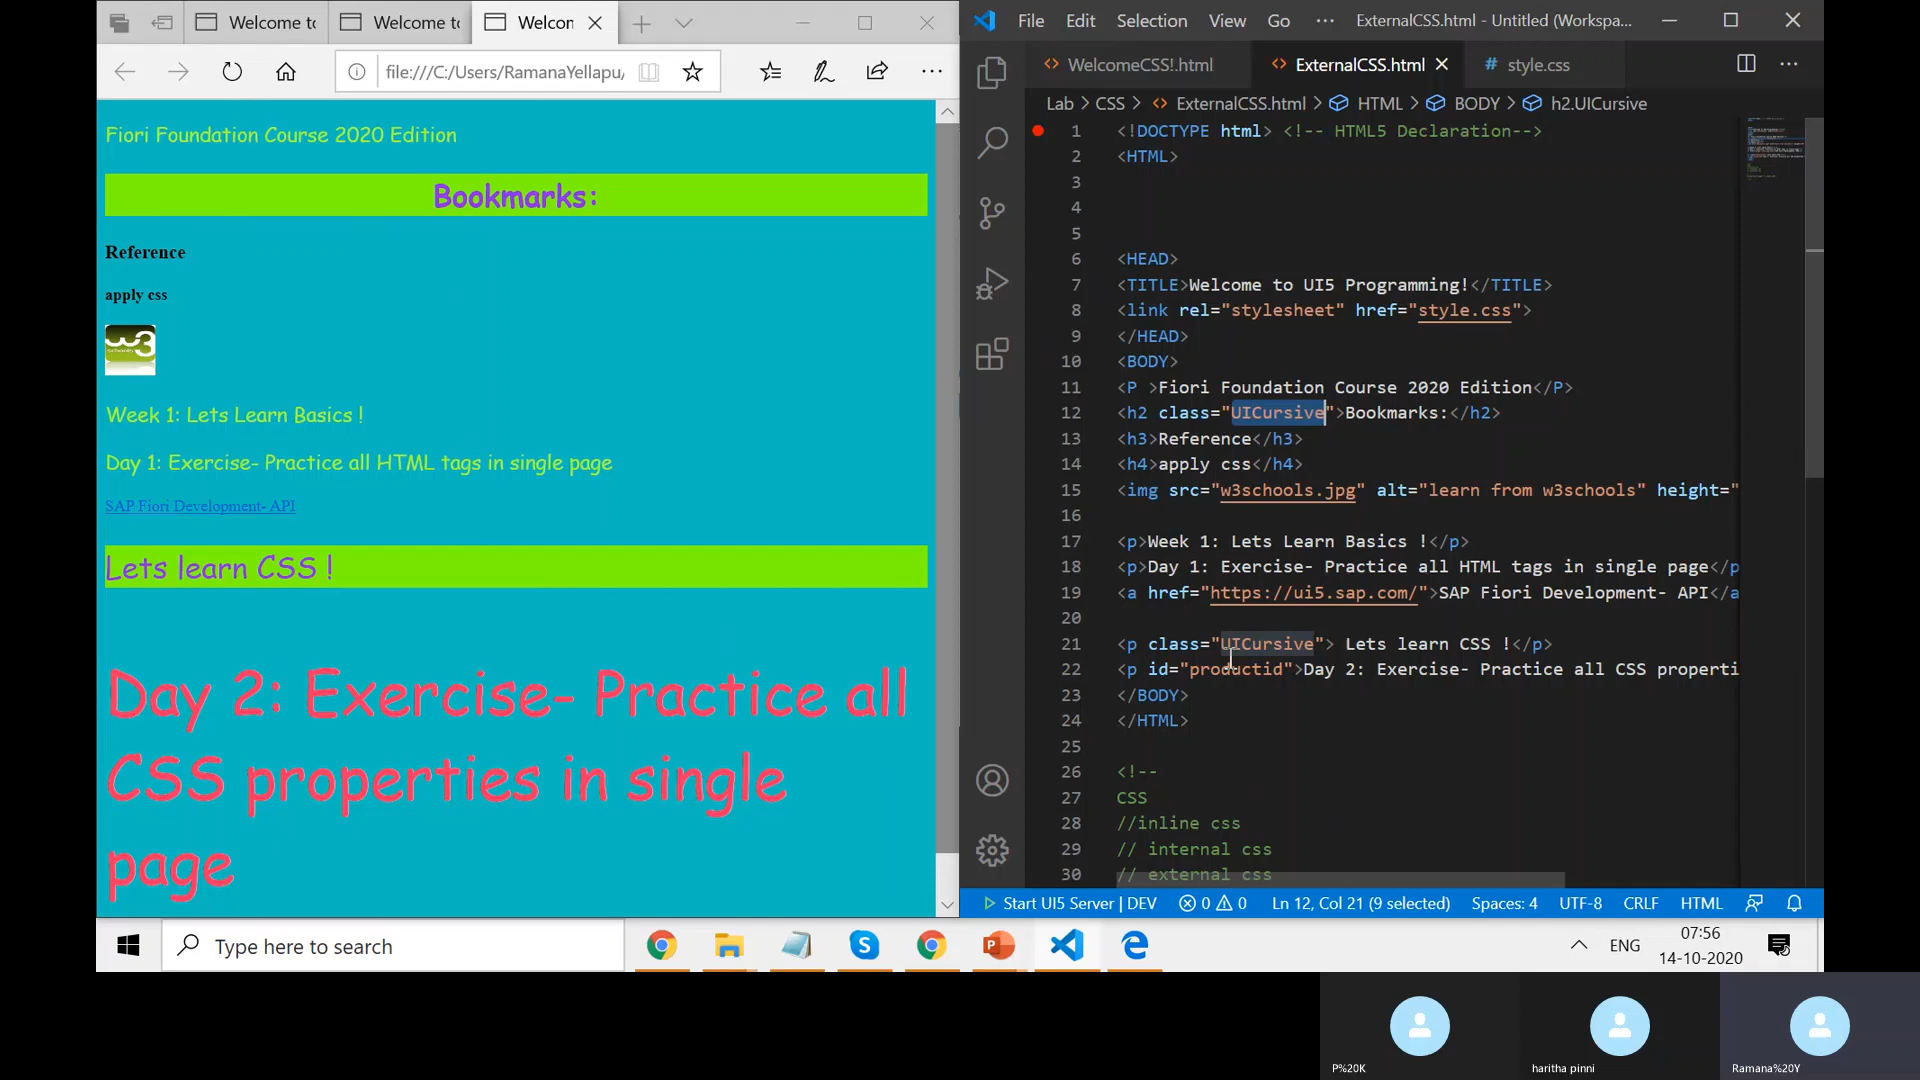 Welcome to
Welcome to
Welcon
file:///C:/Users/RamanaYellapu/
Fiori Foundation Course 2020 Edition
Bookmarks:
Reference
apply css
w3
Week 1: Lets Learn Basics !
Day 1: Exercise- Practice all HTML tags in single page
SAP Fiori Development- API
Lets learn CSS !
Day 2: Exercise- Practice all
CSS properties in single
page
File Edit Selection View Go ··· ExternalCSS.html - Untitled (Workspa...
WelcomeCSS!.html
ExternalCSS.html
# style.css
Lab > CSS > ExternalCSS.html > HTML > BODY > h2.UICursive
1 <!DOCTYPE html> <!-- HTML5 Declaration-->
2 <HTML>
3
4
5
6 <HEAD>
7 <TITLE>Welcome to UI5 Programming!</TITLE>
8 <link rel="stylesheet" href="style.css">
9 </HEAD>
10 <BODY>
11 <P >Fiori Foundation Course 2020 Edition</P>
12 <h2 class="UICursive">Bookmarks:</h2>
13 <h3>Reference</h3>
14 <h4>apply css</h4>
15 <img src="w3schools.jpg" alt="learn from w3schools" height="
16
17 <p>Week 1: Lets Learn Basics !</p>
18 <p>Day 1: Exercise- Practice all HTML tags in single page</p
19 <a href="https://ui5.sap.com/">SAP Fiori Development- API</a
20
21 <p class="UICursive"> Lets learn CSS !</p>
22 <p id="productid">Day 2: Exercise- Practice all CSS properti
23 </BODY>
24 </HTML>
25
26 <!--
27 CSS
28 //inline css
29 // internal css
30 // external css
Start UI5 Server | DEV 0 0 Ln 12, Col 21 (9 selected) Spaces: 4 UTF-8 CRLF HTML
Type here to search
ENG
07:56
14-10-2020
P%20K
haritha pinni
Ramana%20Y